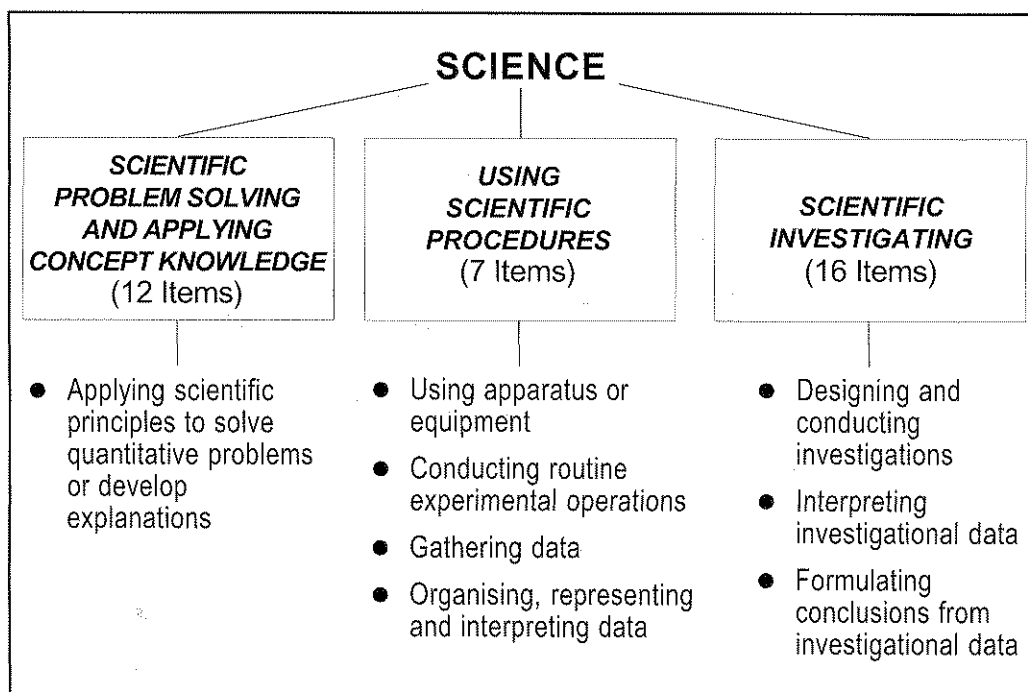 SCIENCE
SCIENTIFIC
PROBLEM SOLVING
AND APPLYING
CONCEPT KNOWLEDGE
(12 Items)
USING
SCIENTIFIC
PROCEDURES
(7 Items)
SCIENTIFIC
INVESTIGATING
(16 Items)
● Applying scientific
principles to solve
quantitative problems
or develop
explanations
● Using apparatus or
equipment
● Conducting routine
experimental operations
● Gathering data
● Organising, representing
and interpreting data
● Designing and
conducting
investigations
● Interpreting
investigational data
● Formulating
conclusions from
investigational data